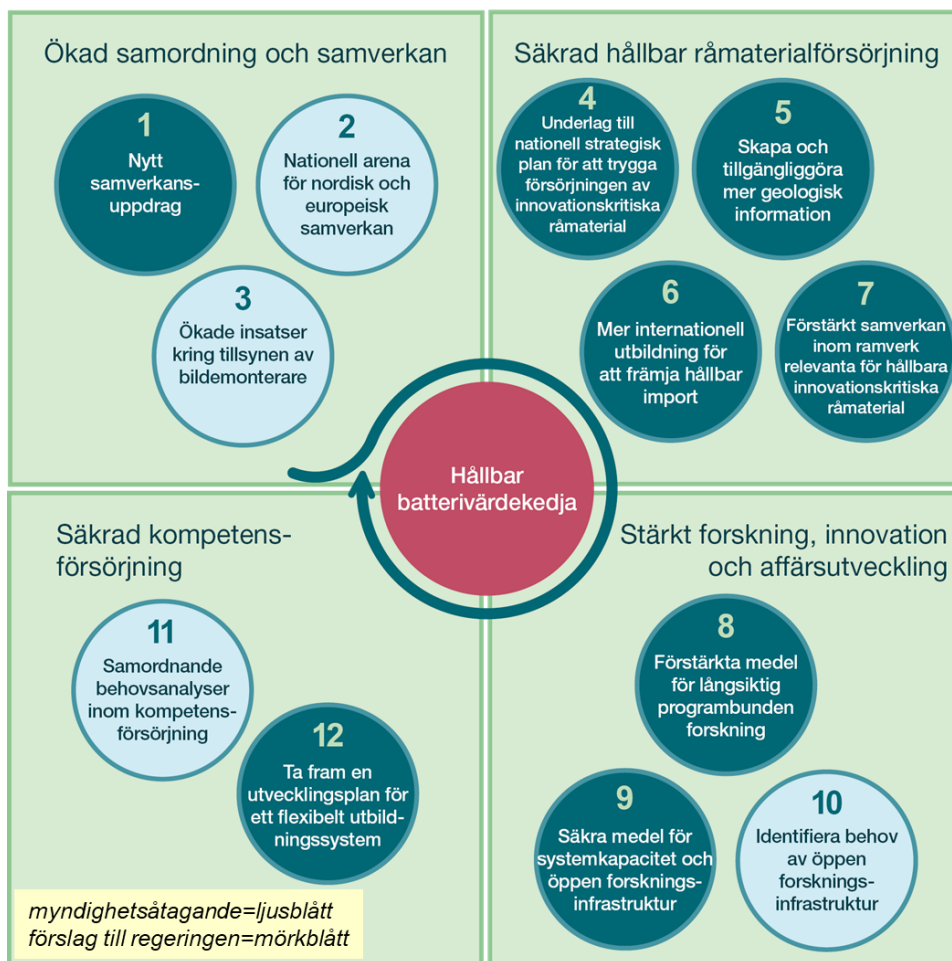 Ökad samordning och samverkan
1
Nytt
samverkans-
uppdrag
2
Nationell arena
för nordisk och
europeisk
samverkan
3
Ökade insatser
kring tillsynen av
bildemonterare
Säkrad hållbar råmaterialförsörjning
4
Underlag till
nationell strategisk
plan för att trygga
försörjningen av
innovationskritiska
råmaterial
5
Skapa och
tillgängliggöra
mer geologisk
information
6
Mer internationell
utbildning för
att främja hållbar
import
7
Förstärkt samverkan
inom ramverk
relevanta för hållbara
innovationskritiska
råmaterial
Hållbar
batterivärdekedja
Säkrad kompetens-
försörjning
11
Samordnande
behovsanalyser
inom kompetens-
försörjning
12
Ta fram en
utvecklingsplan för
ett flexibelt utbild-
ningssystem
Stärkt forskning, innovation
och affärsutveckling
8
Förstärkta medel
för långsiktig
programbunden
forskning
9
Säkra medel för
systemkapacitet och
öppen forsknings-
infrastruktur
10
Identifiera behov
av öppen
forsknings-
infrastruktur
myndighetsåtagande=ljusblått
förslag till regeringen=mörkblått